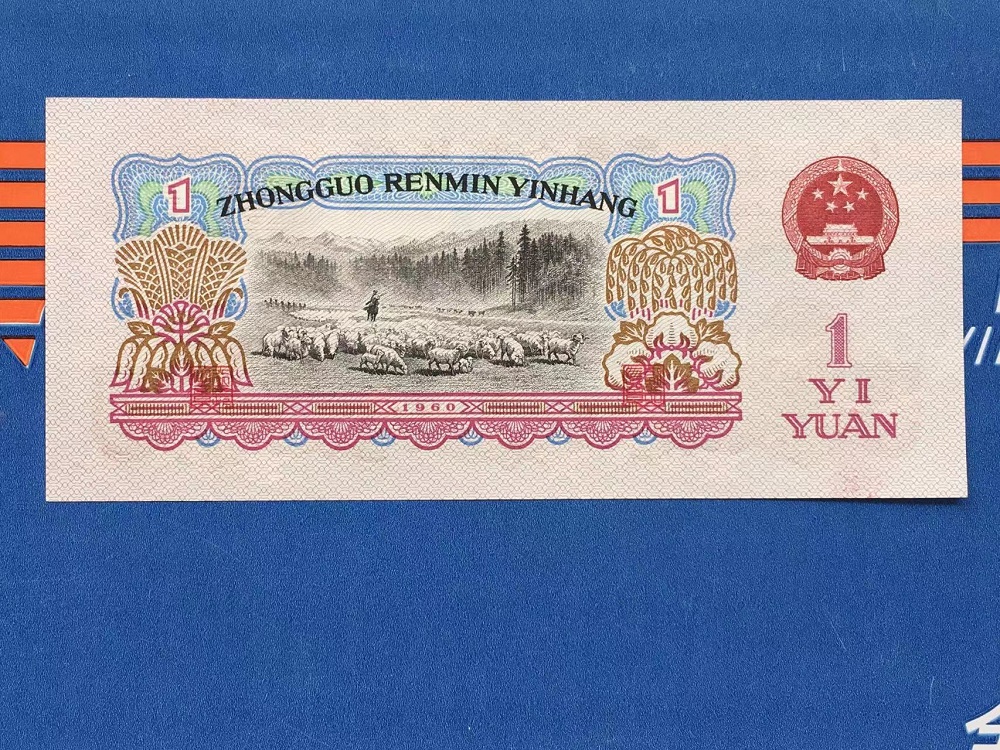 ZHONGGUO RENMIN YINHANG
1
1
1960
1
YI
YUAN